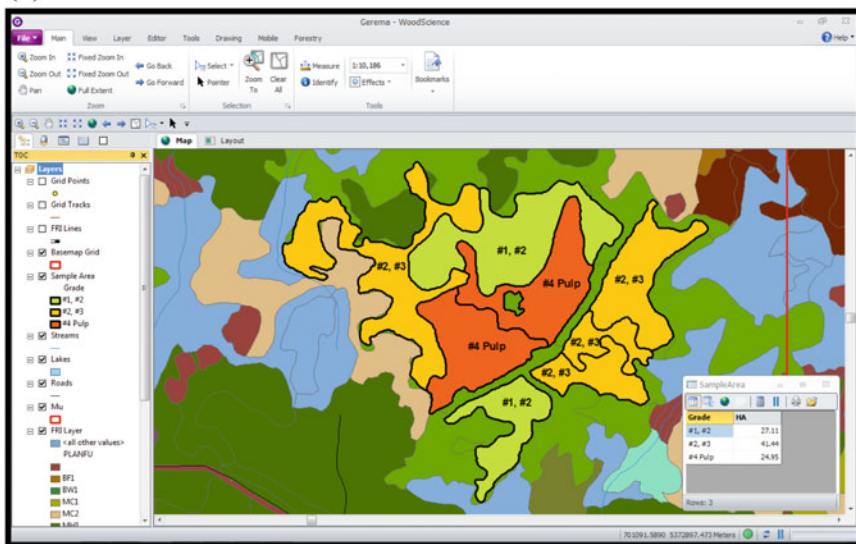 Gerema - WoodScience
File Main View Layer Editor Tools Drawing Mobile Forestry Help
Zoom In Fixed Zoom In Go Back Select Measure 1:10,186
Zoom Out Fixed Zoom Out Go Forward Pointer Zoom To Clear All Identify Effects Bookmarks
Pan Full Extent
Zoom Selection Tools
Map Layout
TOC
Layers
Grid Points
Grid Tracks
FRI Lines
Basemap Grid
Sample Area
Grade
#1, #2
#2, #3
#4 Pulp
Streams
Lakes
Roads
Mu
FRI Layer
<all other values>
PLANFU
BF1
BW1
MC1
MC2
#1, #2
#2, #3
#2, #3
#4 Pulp
#4 Pulp
#2, #3
#2, #3
#1, #2
SampleArea
Grade HA
#1, #2 27.11
#2, #3 41.44
#4 Pulp 24.95
Rows: 3
701091.5890 5372897.473 Meters